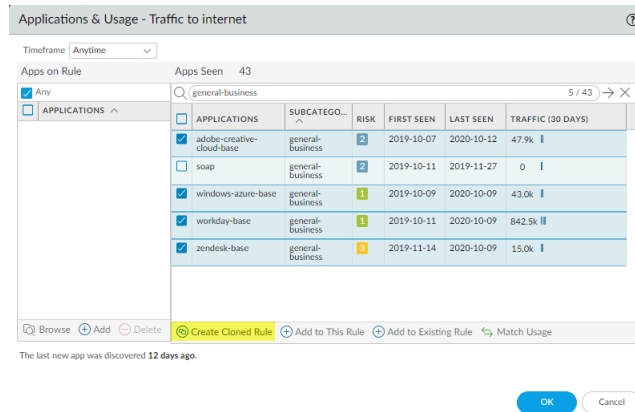 Applications & Usage - Traffic to internet
Timeframe Anytime
Apps on Rule
Apps Seen 43
Any
general-business 5 / 43
APPLICATIONS
APPLICATIONS SUBCATEGO... RISK FIRST SEEN LAST SEEN TRAFFIC (30 DAYS)
adobe-creative-cloud-base general-business 2 2019-10-07 2020-10-12 47.9k
soap general-business 2 2019-10-11 2019-11-27 0
windows-azure-base general-business 1 2019-10-09 2020-10-09 43.0k
workday-base general-business 1 2019-10-11 2020-10-09 842.5k
zendesk-base general-business 3 2019-11-14 2020-10-09 15.0k
Browse Add Delete
Create Cloned Rule Add to This Rule Add to Existing Rule Match Usage
The last new app was discovered 12 days ago.
OK Cancel